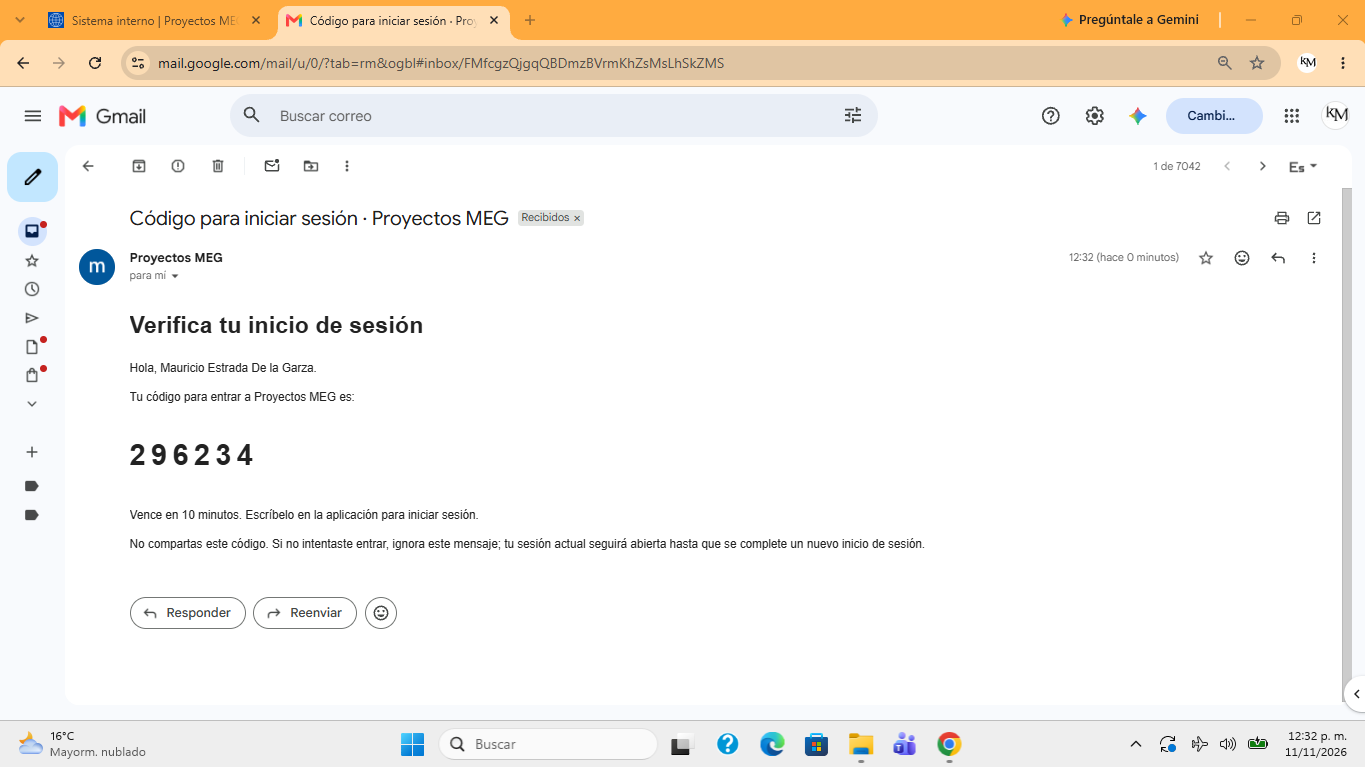 Sistema interno | Proyectos ME
Código para iniciar sesión · Proy
Pregúntale a Gemini
mail.google.com/mail/u/0/?tab=rm&ogbl#inbox/FMfcgzQjgqQBDmzBVrmKhZsMsLhSkZMS
KM
Gmail
Buscar correo
Cambi...
KM
1 de 7042
Es
Código para iniciar sesión · Proyectos MEG
Recibidos ×
m
Proyectos MEG
12:32 (hace 0 minutos)
para mí
Verifica tu inicio de sesión
Hola, Mauricio Estrada De la Garza.
Tu código para entrar a Proyectos MEG es:
296234
Vence en 10 minutos. Escríbelo en la aplicación para iniciar sesión.
No compartas este código. Si no intentaste entrar, ignora este mensaje; tu sesión actual seguirá abierta hasta que se complete un nuevo inicio de sesión.
Responder
Reenviar
16°C
Mayorm. nublado
Buscar
12:32 p. m.
11/11/2026